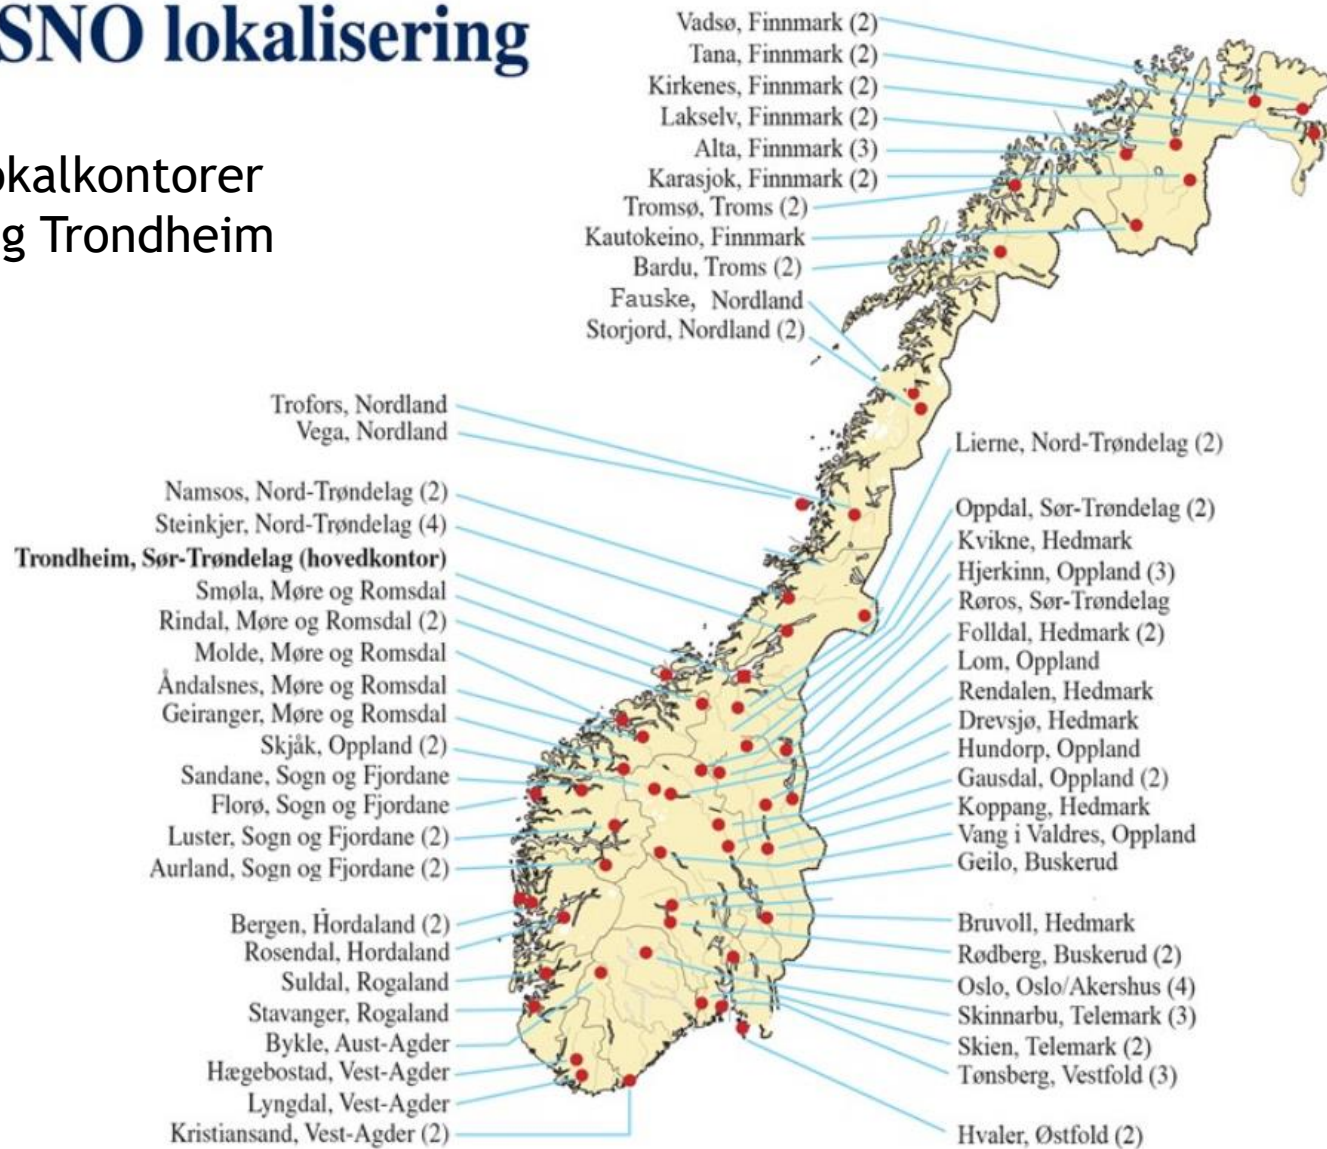 SNO lokalisering
okalkontorer
g Trondheim
Vadsø, Finnmark (2)
Tana, Finnmark (2)
Kirkenes, Finnmark (2)
Lakselv, Finnmark (2)
Alta, Finnmark (3)
Karasjok, Finnmark (2)
Tromsø, Troms (2)
Kautokeino, Finnmark
Bardu, Troms (2)
Fauske, Nordland
Storjord, Nordland (2)
Trofors, Nordland
Vega, Nordland
Namsos, Nord-Trøndelag (2)
Steinkjer, Nord-Trøndelag (4)
Trondheim, Sør-Trøndelag (hovedkontor)
Smøla, Møre og Romsdal
Rindal, Møre og Romsdal (2)
Molde, Møre og Romsdal
Åndalsnes, Møre og Romsdal
Geiranger, Møre og Romsdal
Skjåk, Oppland (2)
Sandane, Sogn og Fjordane
Florø, Sogn og Fjordane
Luster, Sogn og Fjordane (2)
Aurland, Sogn og Fjordane (2)
Bergen, Hordaland (2)
Rosendal, Hordaland
Suldal, Rogaland
Stavanger, Rogaland
Bykle, Aust-Agder
Hægebostad, Vest-Agder
Lyngdal, Vest-Agder
Kristiansand, Vest-Agder (2)
Lierne, Nord-Trøndelag (2)
Oppdal, Sør-Trøndelag (2)
Kvikne, Hedmark
Hjerkinn, Oppland (3)
Røros, Sør-Trøndelag
Folldal, Hedmark (2)
Lom, Oppland
Rendalen, Hedmark
Drevsjø, Hedmark
Hundorp, Oppland
Gausdal, Oppland (2)
Koppang, Hedmark
Vang i Valdres, Oppland
Geilo, Buskerud
Bruvoll, Hedmark
Rødberg, Buskerud (2)
Oslo, Oslo/Akershus (4)
Skinnarbu, Telemark (3)
Skien, Telemark (2)
Tønsberg, Vestfold (3)
Hvaler, Østfold (2)